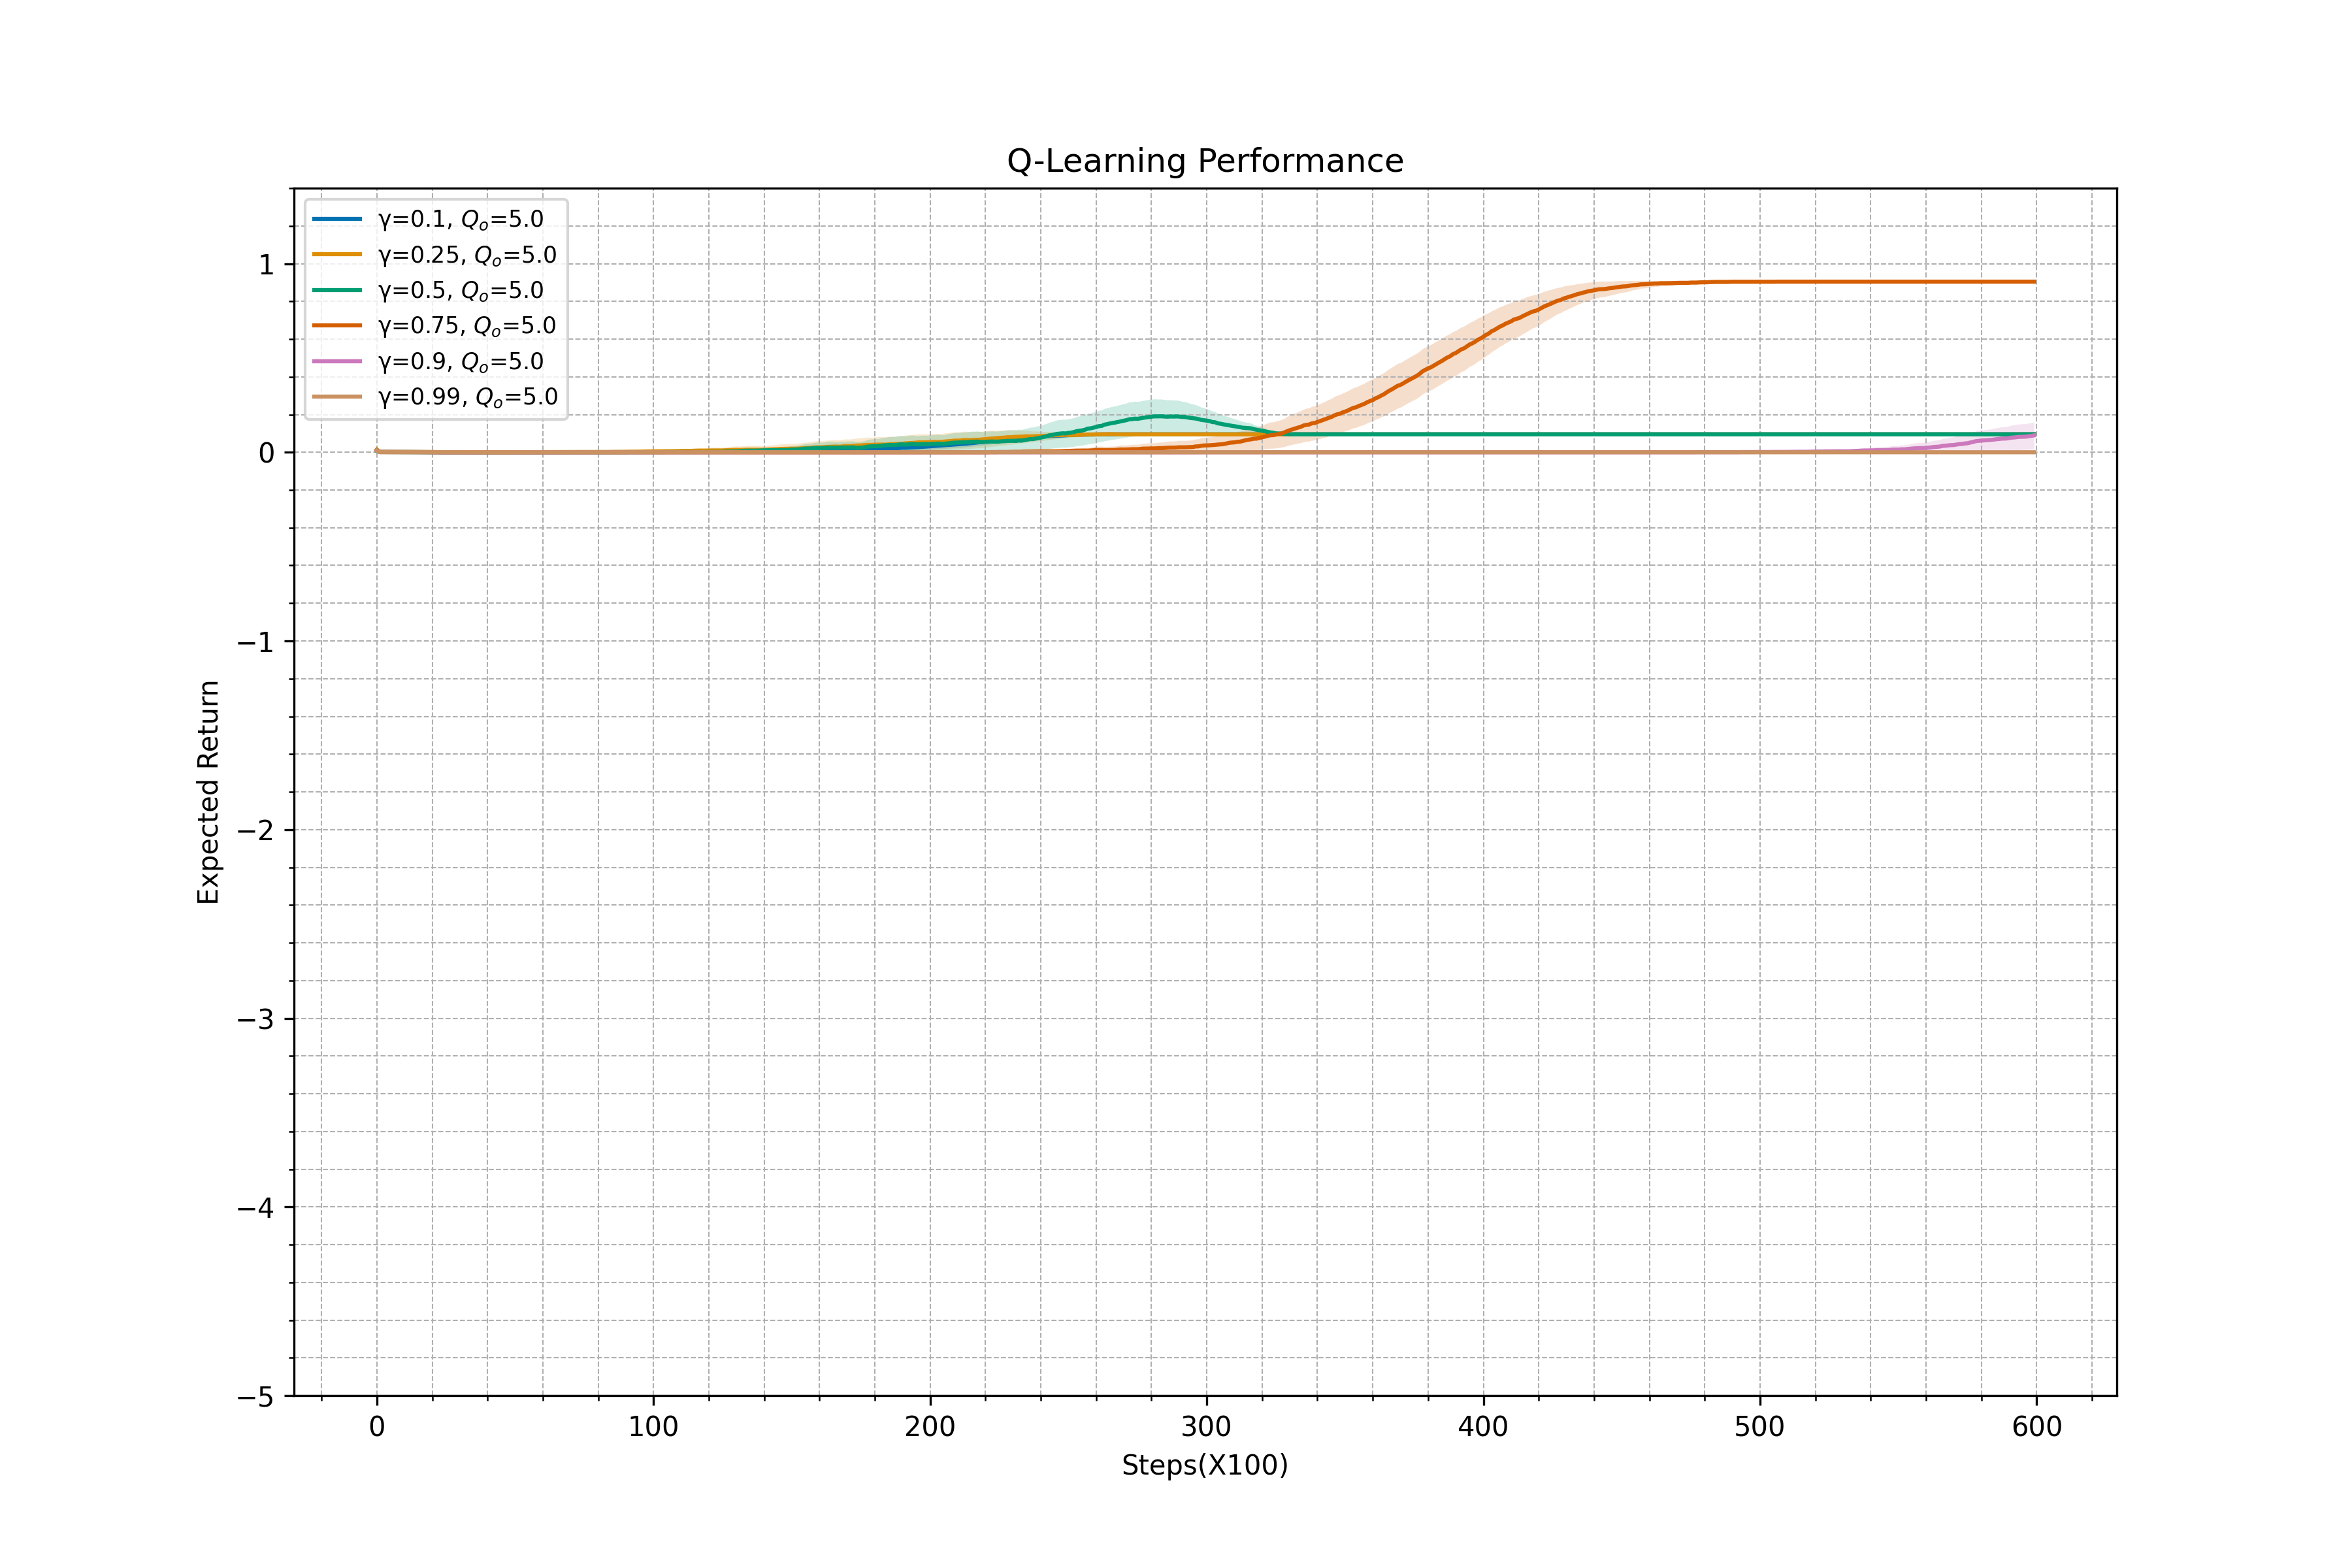 Q-Learning Performance
γ=0.1, Qo=5.0
γ=0.25, Qo=5.0
γ=0.5, Qo=5.0
γ=0.75, Qo=5.0
γ=0.9, Qo=5.0
γ=0.99, Qo=5.0
Expected Return
1
0
−1
−2
−3
−4
−5
0 100 200 300 400 500 600
Steps(X100)